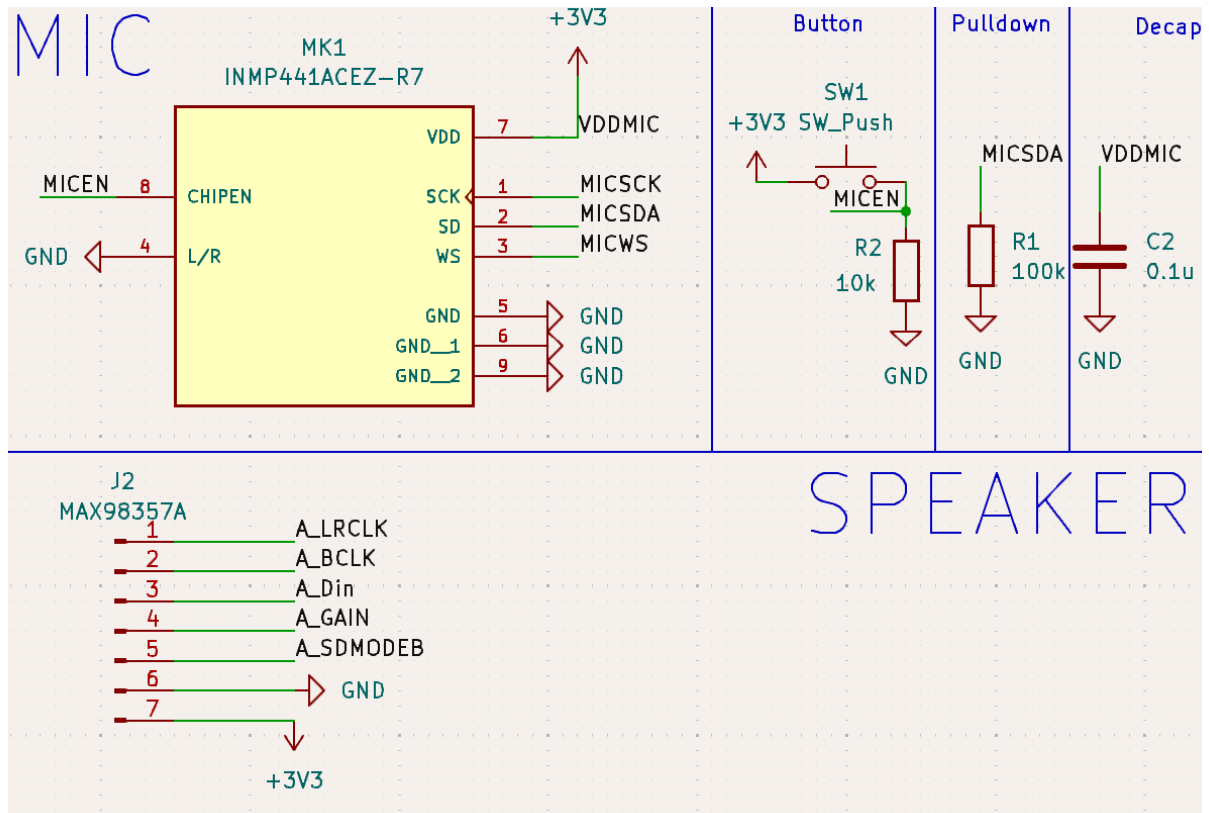 MIC
MK1
INMP441ACEZ-R7
+3V3
VDDMIC
VDD 7
MICEN 8 CHIPEN
SCK 1 MICSCK
SD 2 MICSDA
GND 4 L/R
WS 3 MICWS
GND 5 GND
GND__1 6 GND
GND__2 9 GND
Button
SW1
+3V3 SW_Push
MICEN
R2
10k
GND
Pulldown
MICSDA
R1
100k
GND
Decap
VDDMIC
C2
0.1u
GND
SPEAKER
J2
MAX98357A
1 A_LRCLK
2 A_BCLK
3 A_Din
4 A_GAIN
5 A_SDMODEB
6 GND
7
+3V3